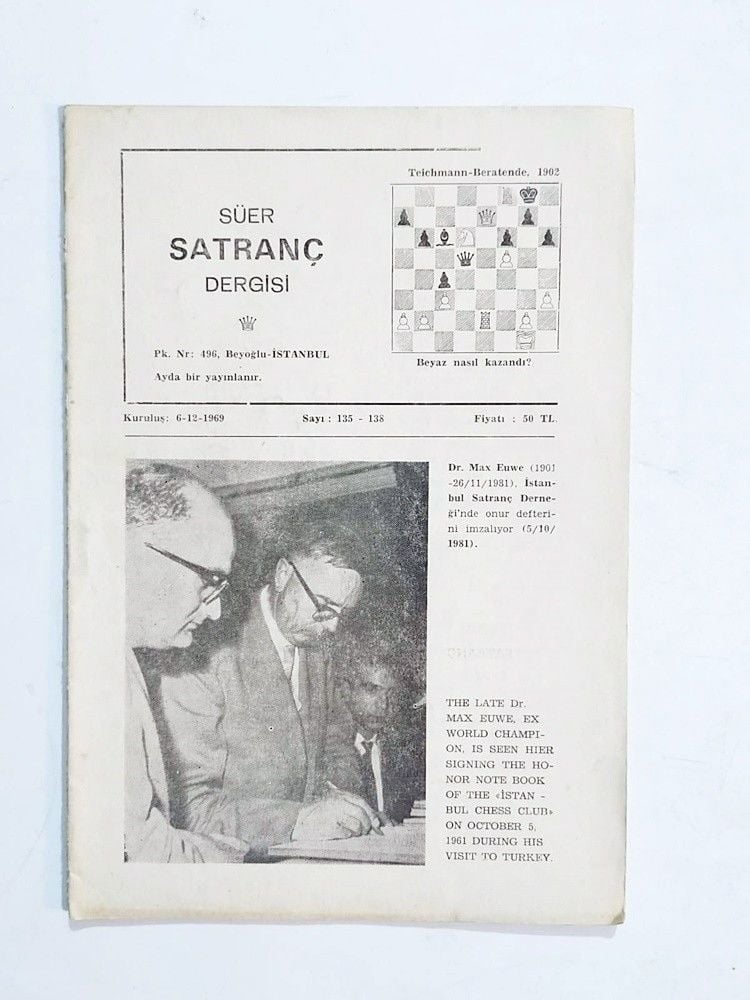 Teichmann-Beratende, 1902
SÜER
SATRANÇ
DERGİSİ
Pk. Nr: 496, Beyoğlu-İSTANBUL
Ayda bir yayınlanır.
Beyaz nasıl kazandı?
Kuruluş: 6-12-1969 Sayı : 135 - 138 Fiyatı : 50 TL.
Dr. Max Euwe (1901
-26/11/1981), İstan-
bul Satranç Derne-
ği'nde onur defteri-
ni imzalıyor (5/10/
1981).
THE LATE Dr.
MAX EUWE, EX
WORLD CHAMPI-
ON, IS SEEN HIER
SIGNING THE HO-
NOR NOTE BOOK
OF THE «İSTAN -
BUL CHESS CLUB»
ON OCTOBER 5,
1961 DURING HIS
VISIT TO TURKEY.